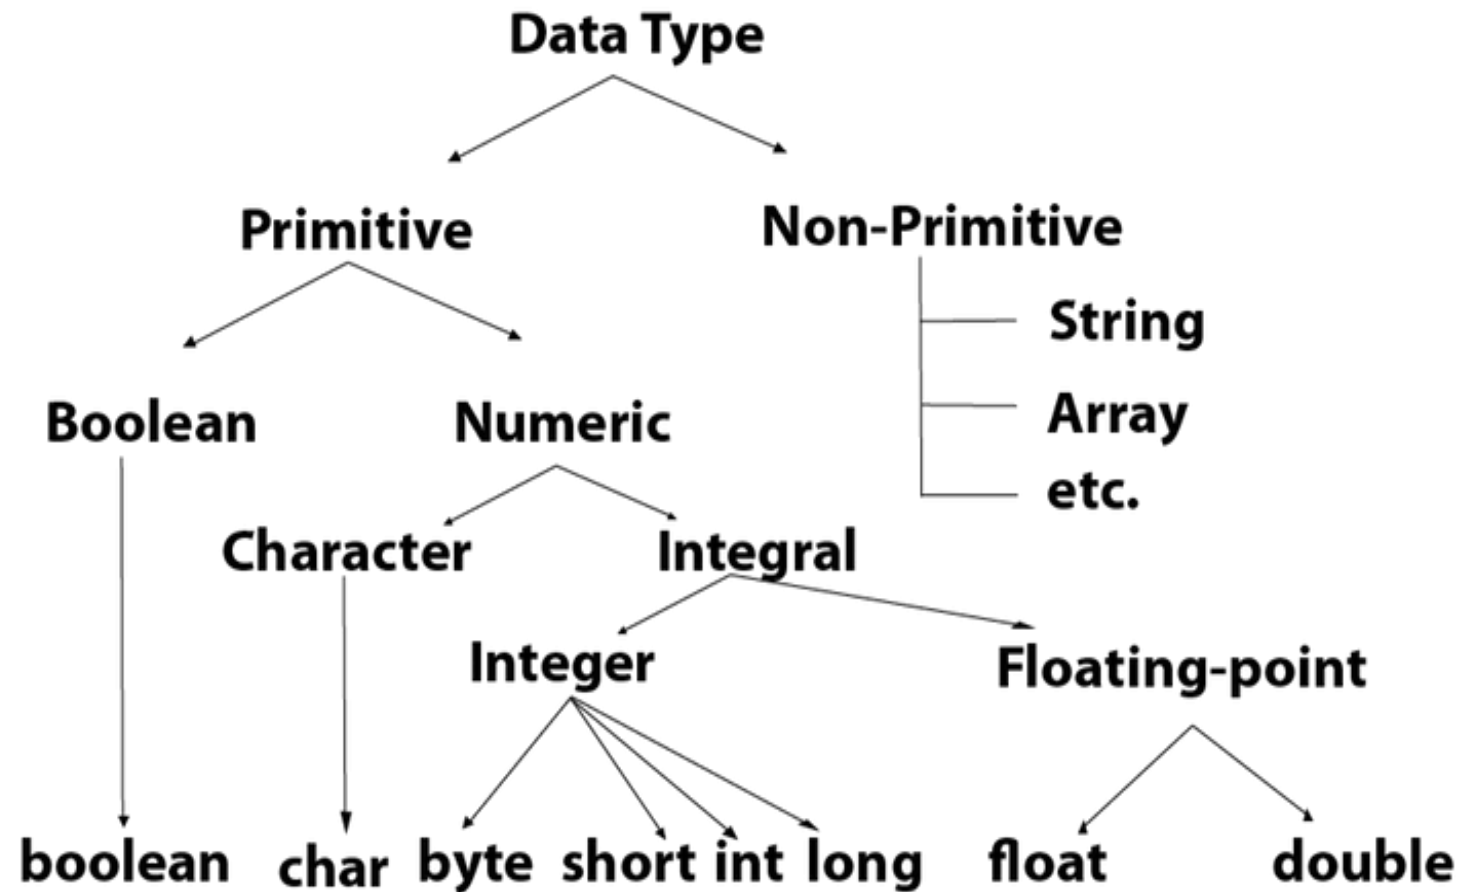 Data Type
Primitive
Non-Primitive
String
Array
etc.
Boolean
Numeric
Character
Integral
Integer
Floating-point
boolean
char
byte
short
int
long
float
double